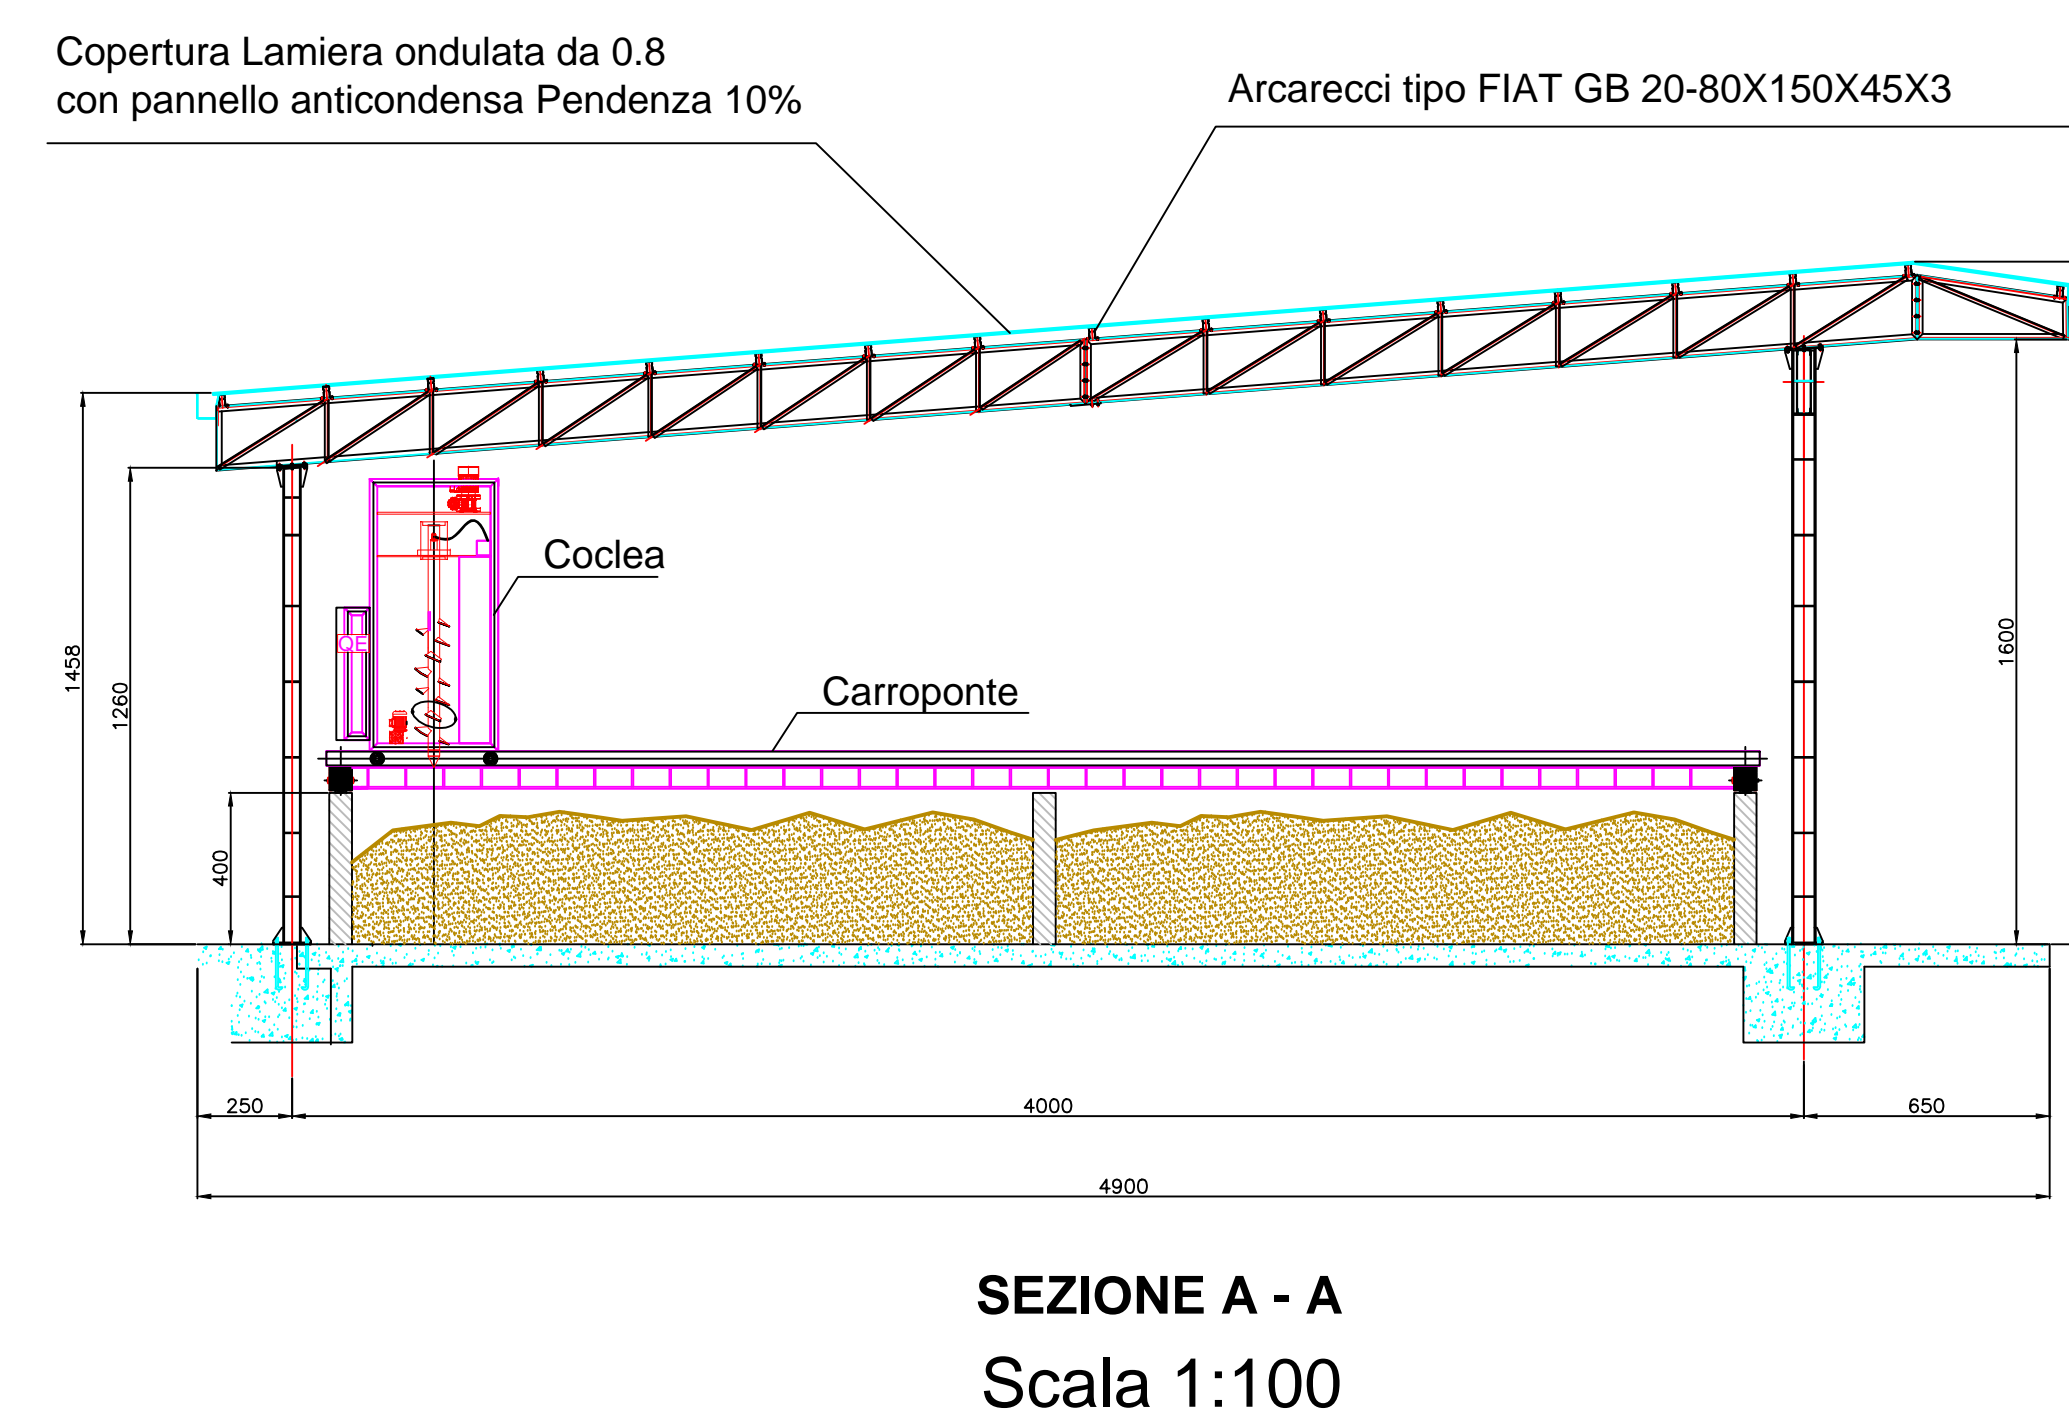 Copertura Lamiera ondulata da 0.8
con pannello anticondensa Pendenza 10%
Arcarecci tipo FIAT GB 20-80X150X45X3
Coclea
QE
Carroponte
1458
1260
400
1600
250
4000
650
4900
SEZIONE A - A
Scala 1:100